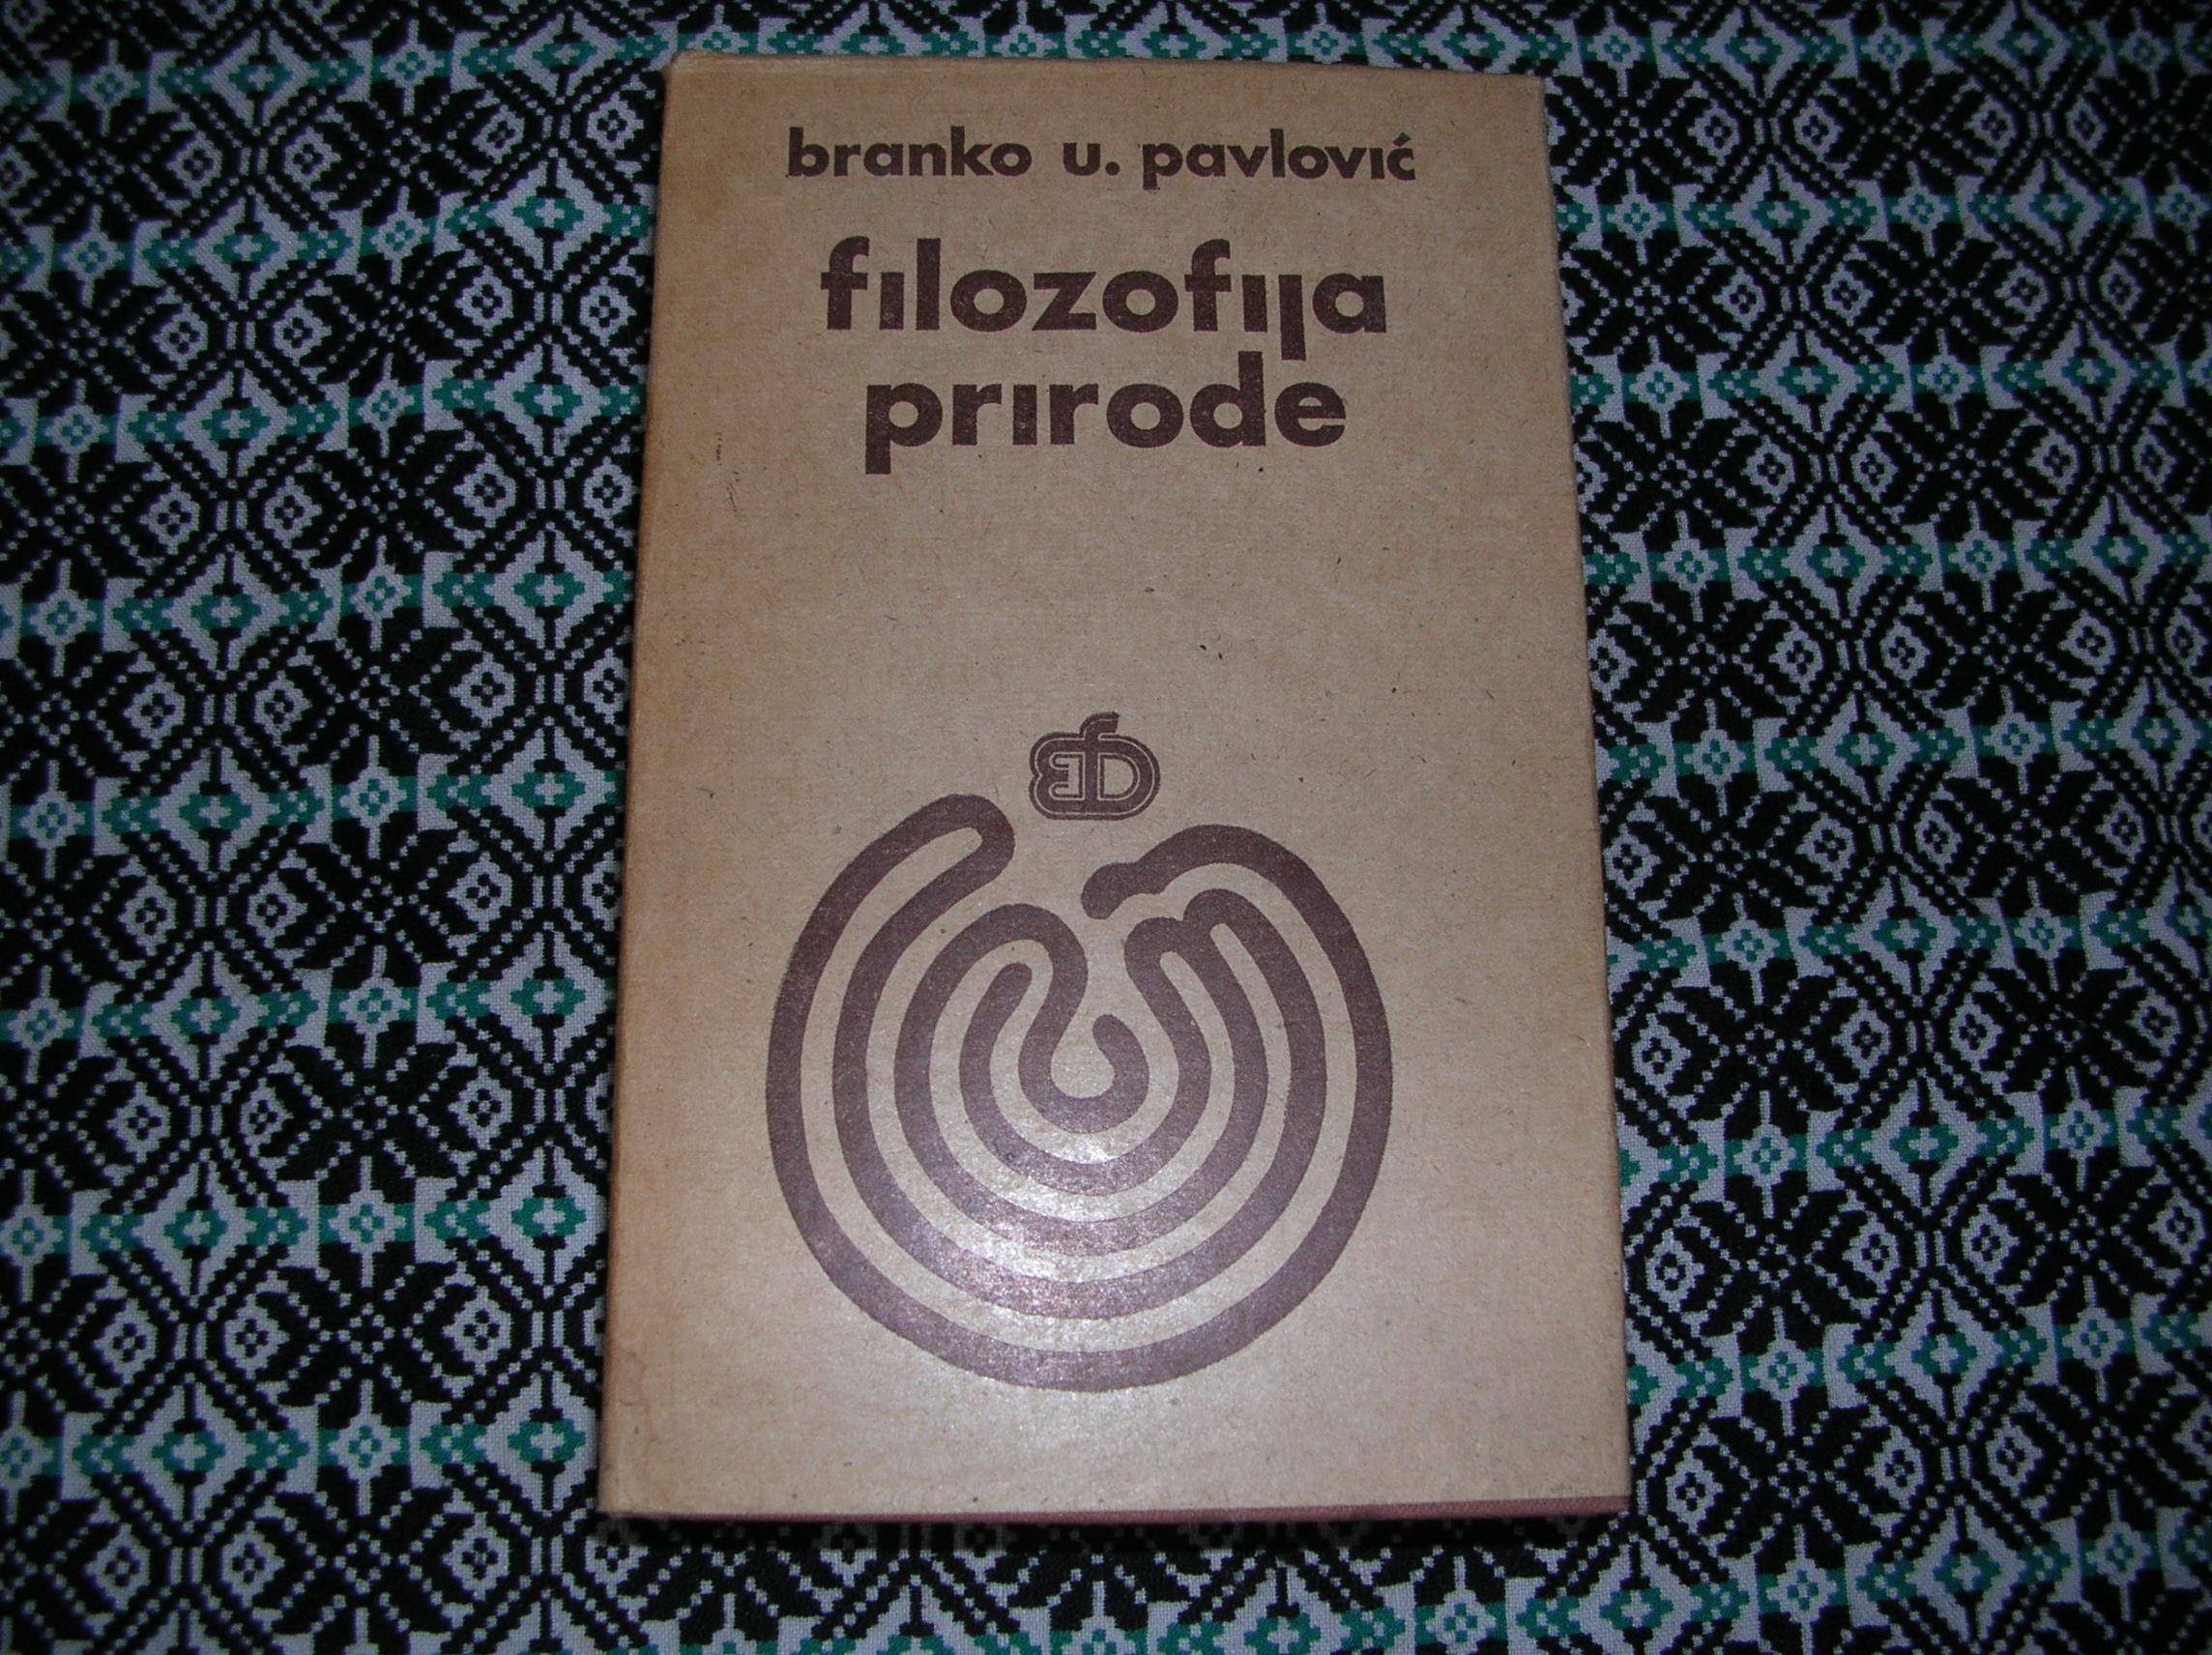 branko u. pavlović
filozofija
prirode